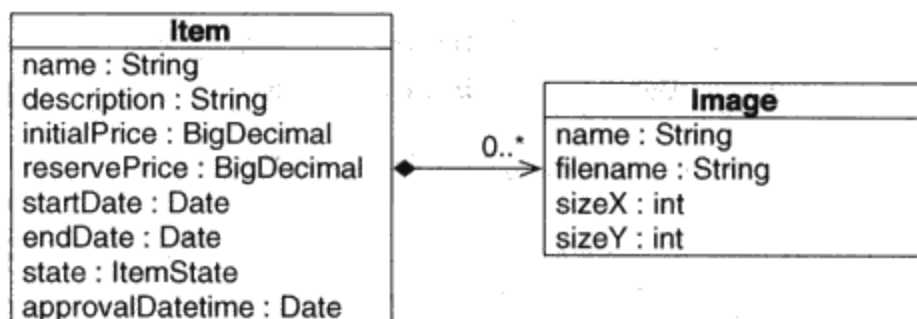 Item
name : String
description : String
initialPrice : BigDecimal
reservePrice : BigDecimal
startDate : Date
endDate : Date
state : ItemState
approvalDatetime : Date
0..*
Image
name : String
filename : String
sizeX : int
sizeY : int